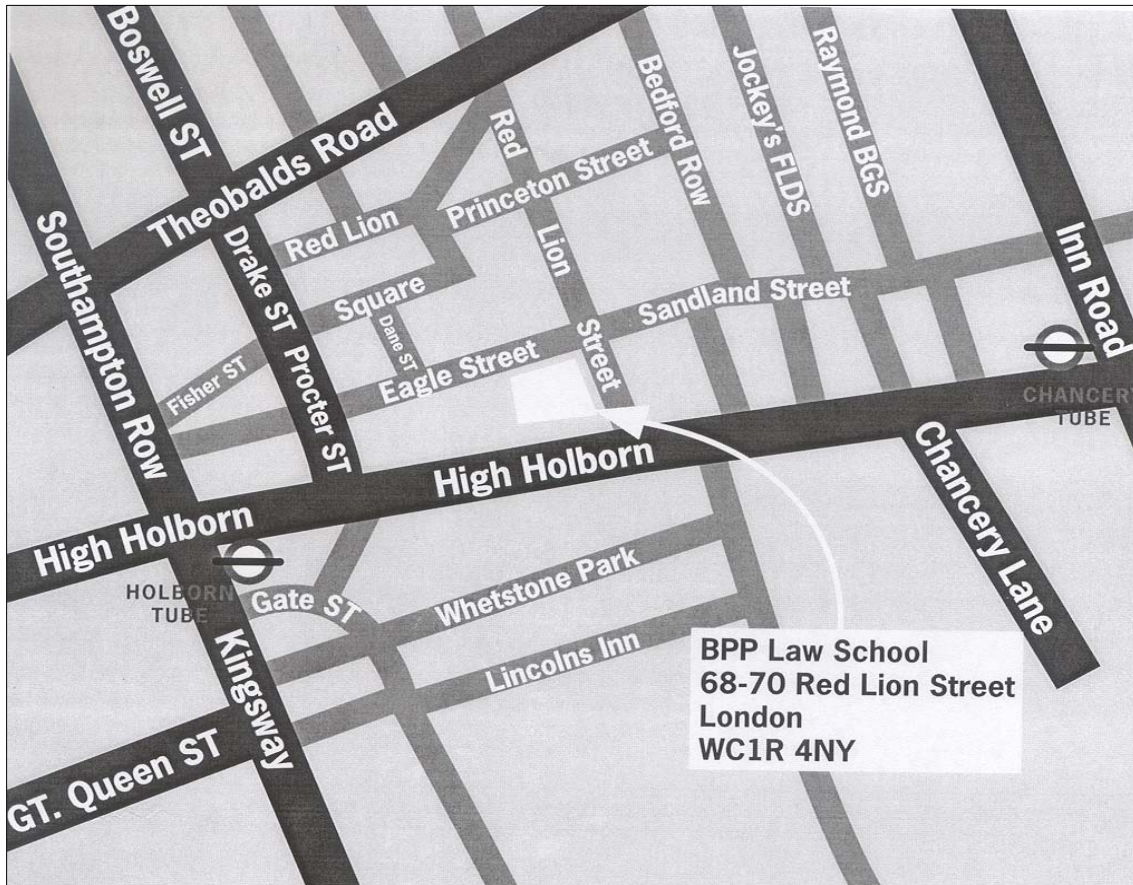 Boswell ST
Theobalds Road
Southampton Row
Drake ST
Procter ST
Red Lion
Square
Fisher ST
Dane ST
Eagle Street
Princeton Street
Red
Lion
Street
Bedford Row
Jockey's FLDS
Raymond BGS
Sandland Street
Inn Road
CHANCERY
TUBE
High Holborn
High Holborn
Chancery Lane
HOLBORN
TUBE
Gate ST
Whetstone Park
Lincolns Inn
Kingsway
GT. Queen ST
BPP Law School
68-70 Red Lion Street
London
WC1R 4NY